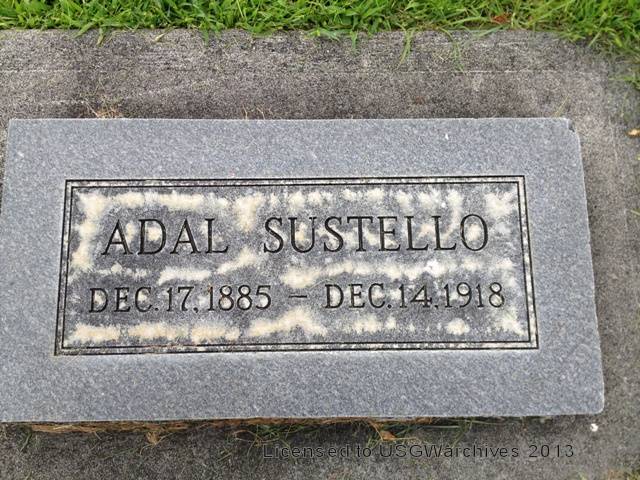 ADAL SUSTELLO
DEC. 17, 1885 – DEC. 14, 1918
Licensed to USGWarchives 2013